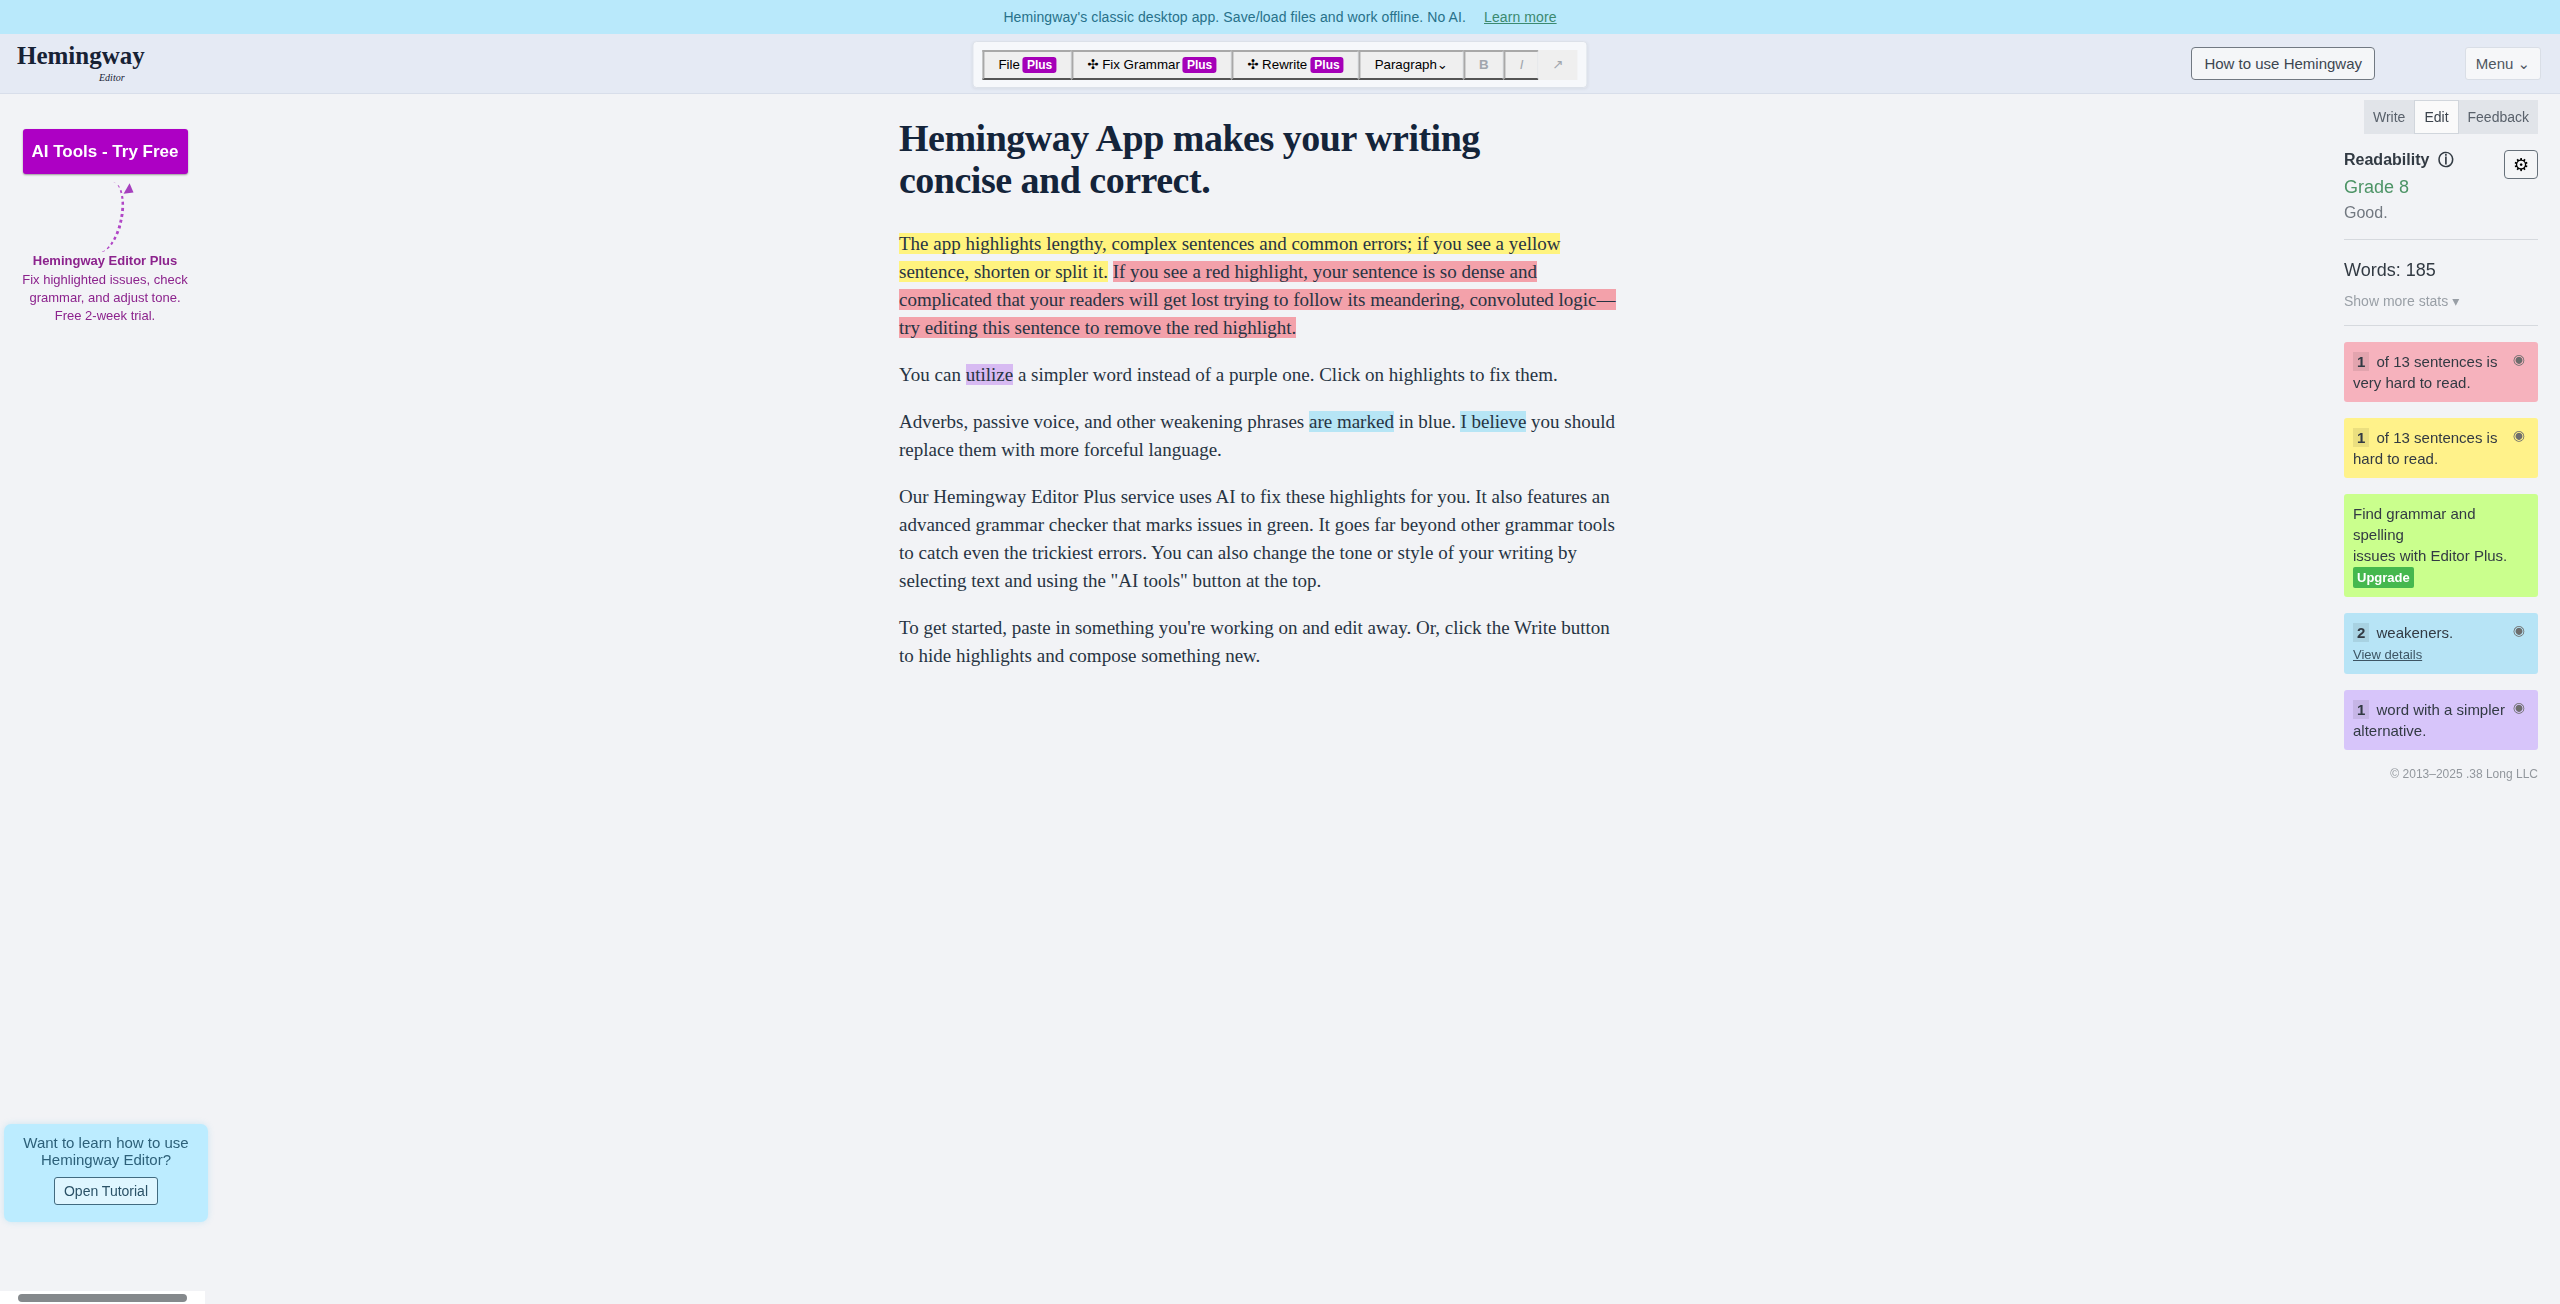 Hemingway's classic desktop app. Save/load files and work offline. No AI. Learn more
Hemingway
Editor
File Plus
✣ Fix Grammar Plus
✣ Rewrite Plus
Paragraph⌄
B
I
↗
How to use Hemingway
Menu ⌄
AI Tools - Try Free
Hemingway Editor Plus
Fix highlighted issues, check
grammar, and adjust tone.
Free 2-week trial.
Hemingway App makes your writing
concise and correct.
The app highlights lengthy, complex sentences and common errors; if you see a yellow
sentence, shorten or split it. If you see a red highlight, your sentence is so dense and
complicated that your readers will get lost trying to follow its meandering, convoluted logic—
try editing this sentence to remove the red highlight.
You can utilize a simpler word instead of a purple one. Click on highlights to fix them.
Adverbs, passive voice, and other weakening phrases are marked in blue. I believe you should
replace them with more forceful language.
Our Hemingway Editor Plus service uses AI to fix these highlights for you. It also features an
advanced grammar checker that marks issues in green. It goes far beyond other grammar tools
to catch even the trickiest errors. You can also change the tone or style of your writing by
selecting text and using the "AI tools" button at the top.
To get started, paste in something you're working on and edit away. Or, click the Write button
to hide highlights and compose something new.
Write
Edit
Feedback
Readability ⓘ
Grade 8
Good.
Words: 185
Show more stats ▾
1 of 13 sentences is
very hard to read.
1 of 13 sentences is
hard to read.
Find grammar and
spelling
issues with Editor Plus.
Upgrade
2 weakeners.
View details
1 word with a simpler
alternative.
© 2013–2025 .38 Long LLC
Want to learn how to use
Hemingway Editor?
Open Tutorial